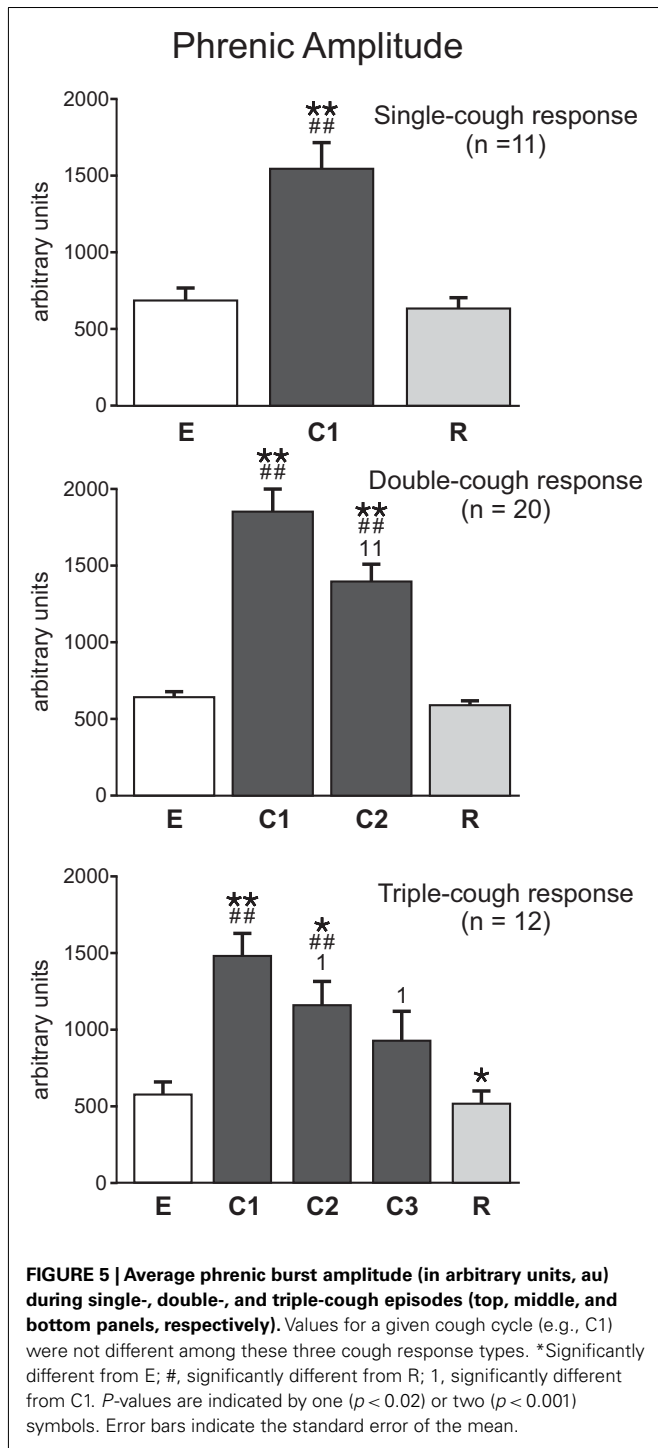 Phrenic Amplitude
Single-cough response
(n =11)
arbitrary units
2000
1500
1000
500
0
**
##
E C1 R
Double-cough response
(n = 20)
arbitrary units
2000
1500
1000
500
0
**
##
**
##
11
E C1 C2 R
Triple-cough response
(n = 12)
arbitrary units
2000
1500
1000
500
0
**
##
*
##
1
1
*
E C1 C2 C3 R
FIGURE 5 | Average phrenic burst amplitude (in arbitrary units, au)
during single-, double-, and triple-cough episodes (top, middle, and
bottom panels, respectively). Values for a given cough cycle (e.g., C1)
were not different among these three cough response types. *Significantly
different from E; #, significantly different from R; 1, significantly different
from C1. P-values are indicated by one (p < 0.02) or two (p < 0.001)
symbols. Error bars indicate the standard error of the mean.